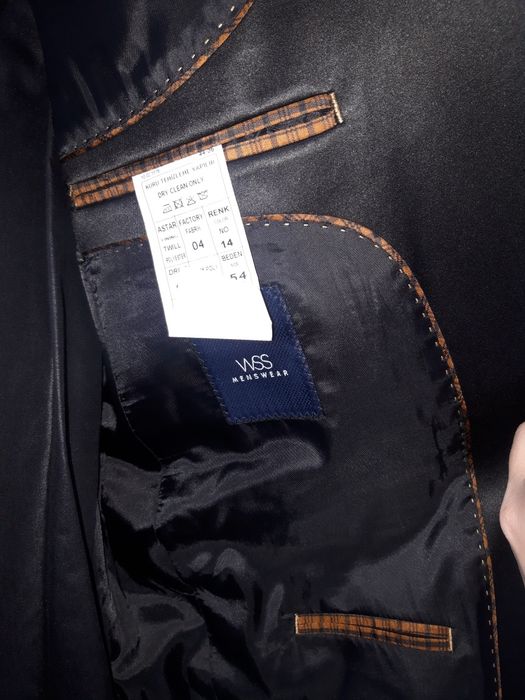 KURU TEMİZLEME YAPILIR
DRY CLEAN ONLY
ASTAR FACTORY RENK
FABRİK NO
TWILL 04 14
BEDEN
54
WSS
MENSWEAR